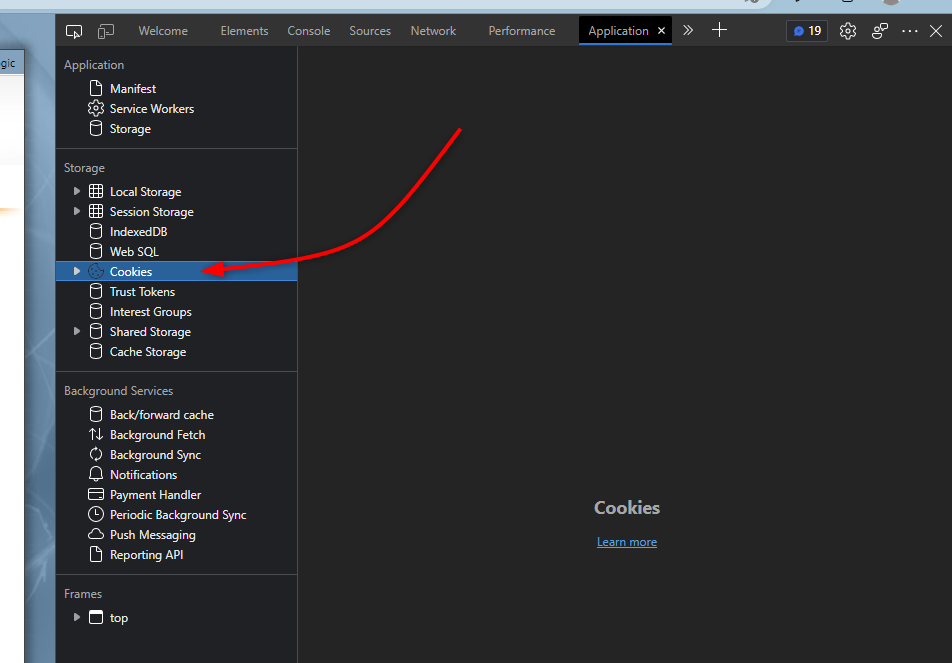 gic
Welcome Elements Console Sources Network Performance Application 19
Application
Manifest
Service Workers
Storage
Storage
Local Storage
Session Storage
IndexedDB
Web SQL
Cookies
Trust Tokens
Interest Groups
Shared Storage
Cache Storage
Background Services
Back/forward cache
Background Fetch
Background Sync
Notifications
Payment Handler
Periodic Background Sync
Push Messaging
Reporting API
Frames
top
Cookies
Learn more